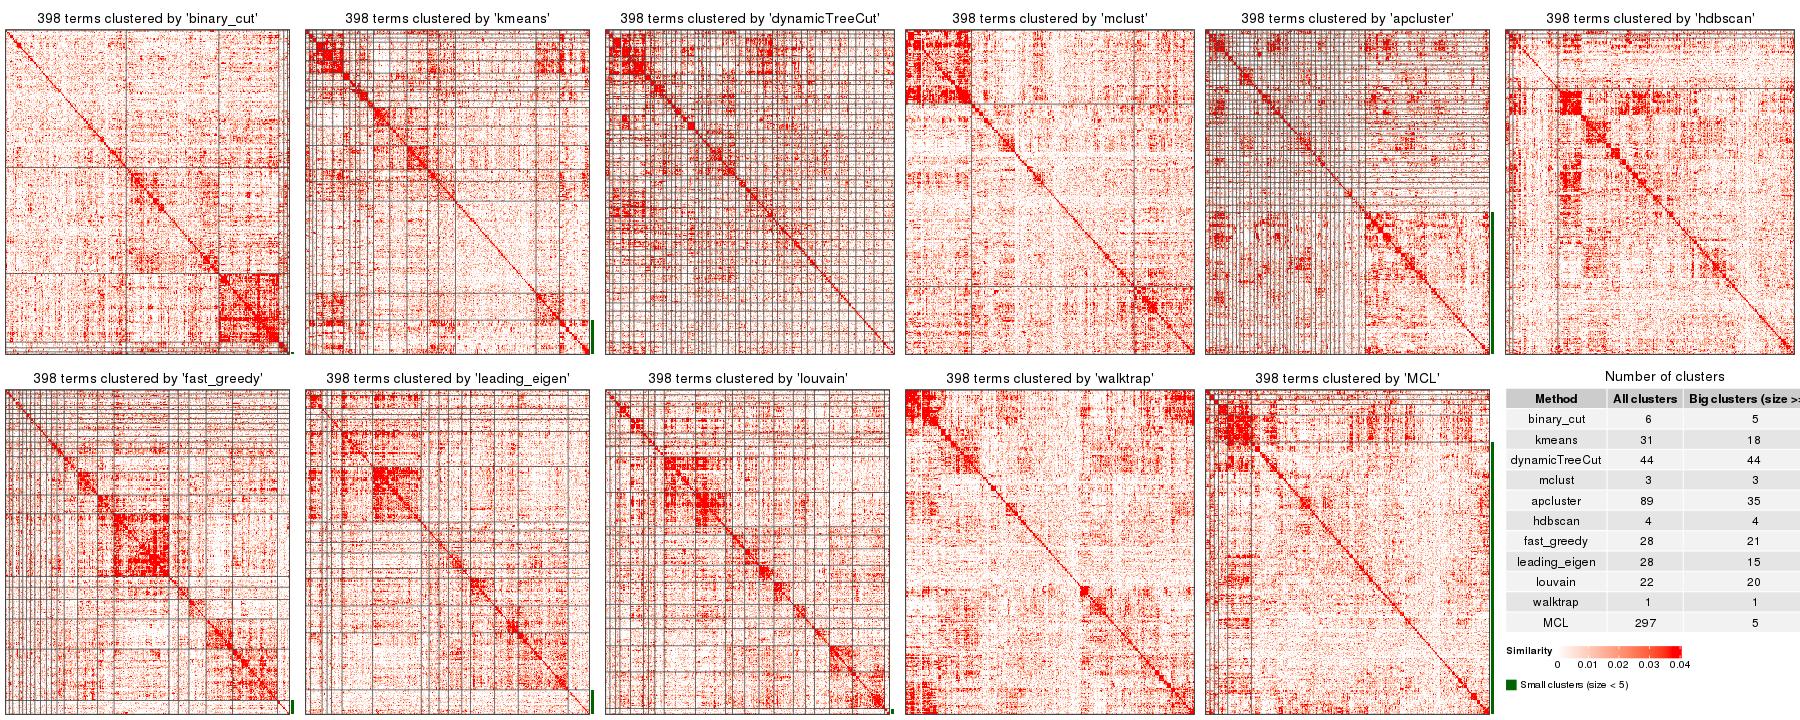 398 terms clustered by 'binary_cut'
398 terms clustered by 'kmeans'
398 terms clustered by 'dynamicTreeCut'
398 terms clustered by 'mclust'
398 terms clustered by 'apcluster'
398 terms clustered by 'hdbscan'
398 terms clustered by 'fast_greedy'
398 terms clustered by 'leading_eigen'
398 terms clustered by 'louvain'
398 terms clustered by 'walktrap'
398 terms clustered by 'MCL'
Number of clusters
Method All clusters Big clusters (size >=
binary_cut 6 5
kmeans 31 18
dynamicTreeCut 44 44
mclust 3 3
apcluster 89 35
hdbscan 4 4
fast_greedy 28 21
leading_eigen 28 15
louvain 22 20
walktrap 1 1
MCL 297 5
Similarity
0 0.01 0.02 0.03 0.04
Small clusters (size < 5)